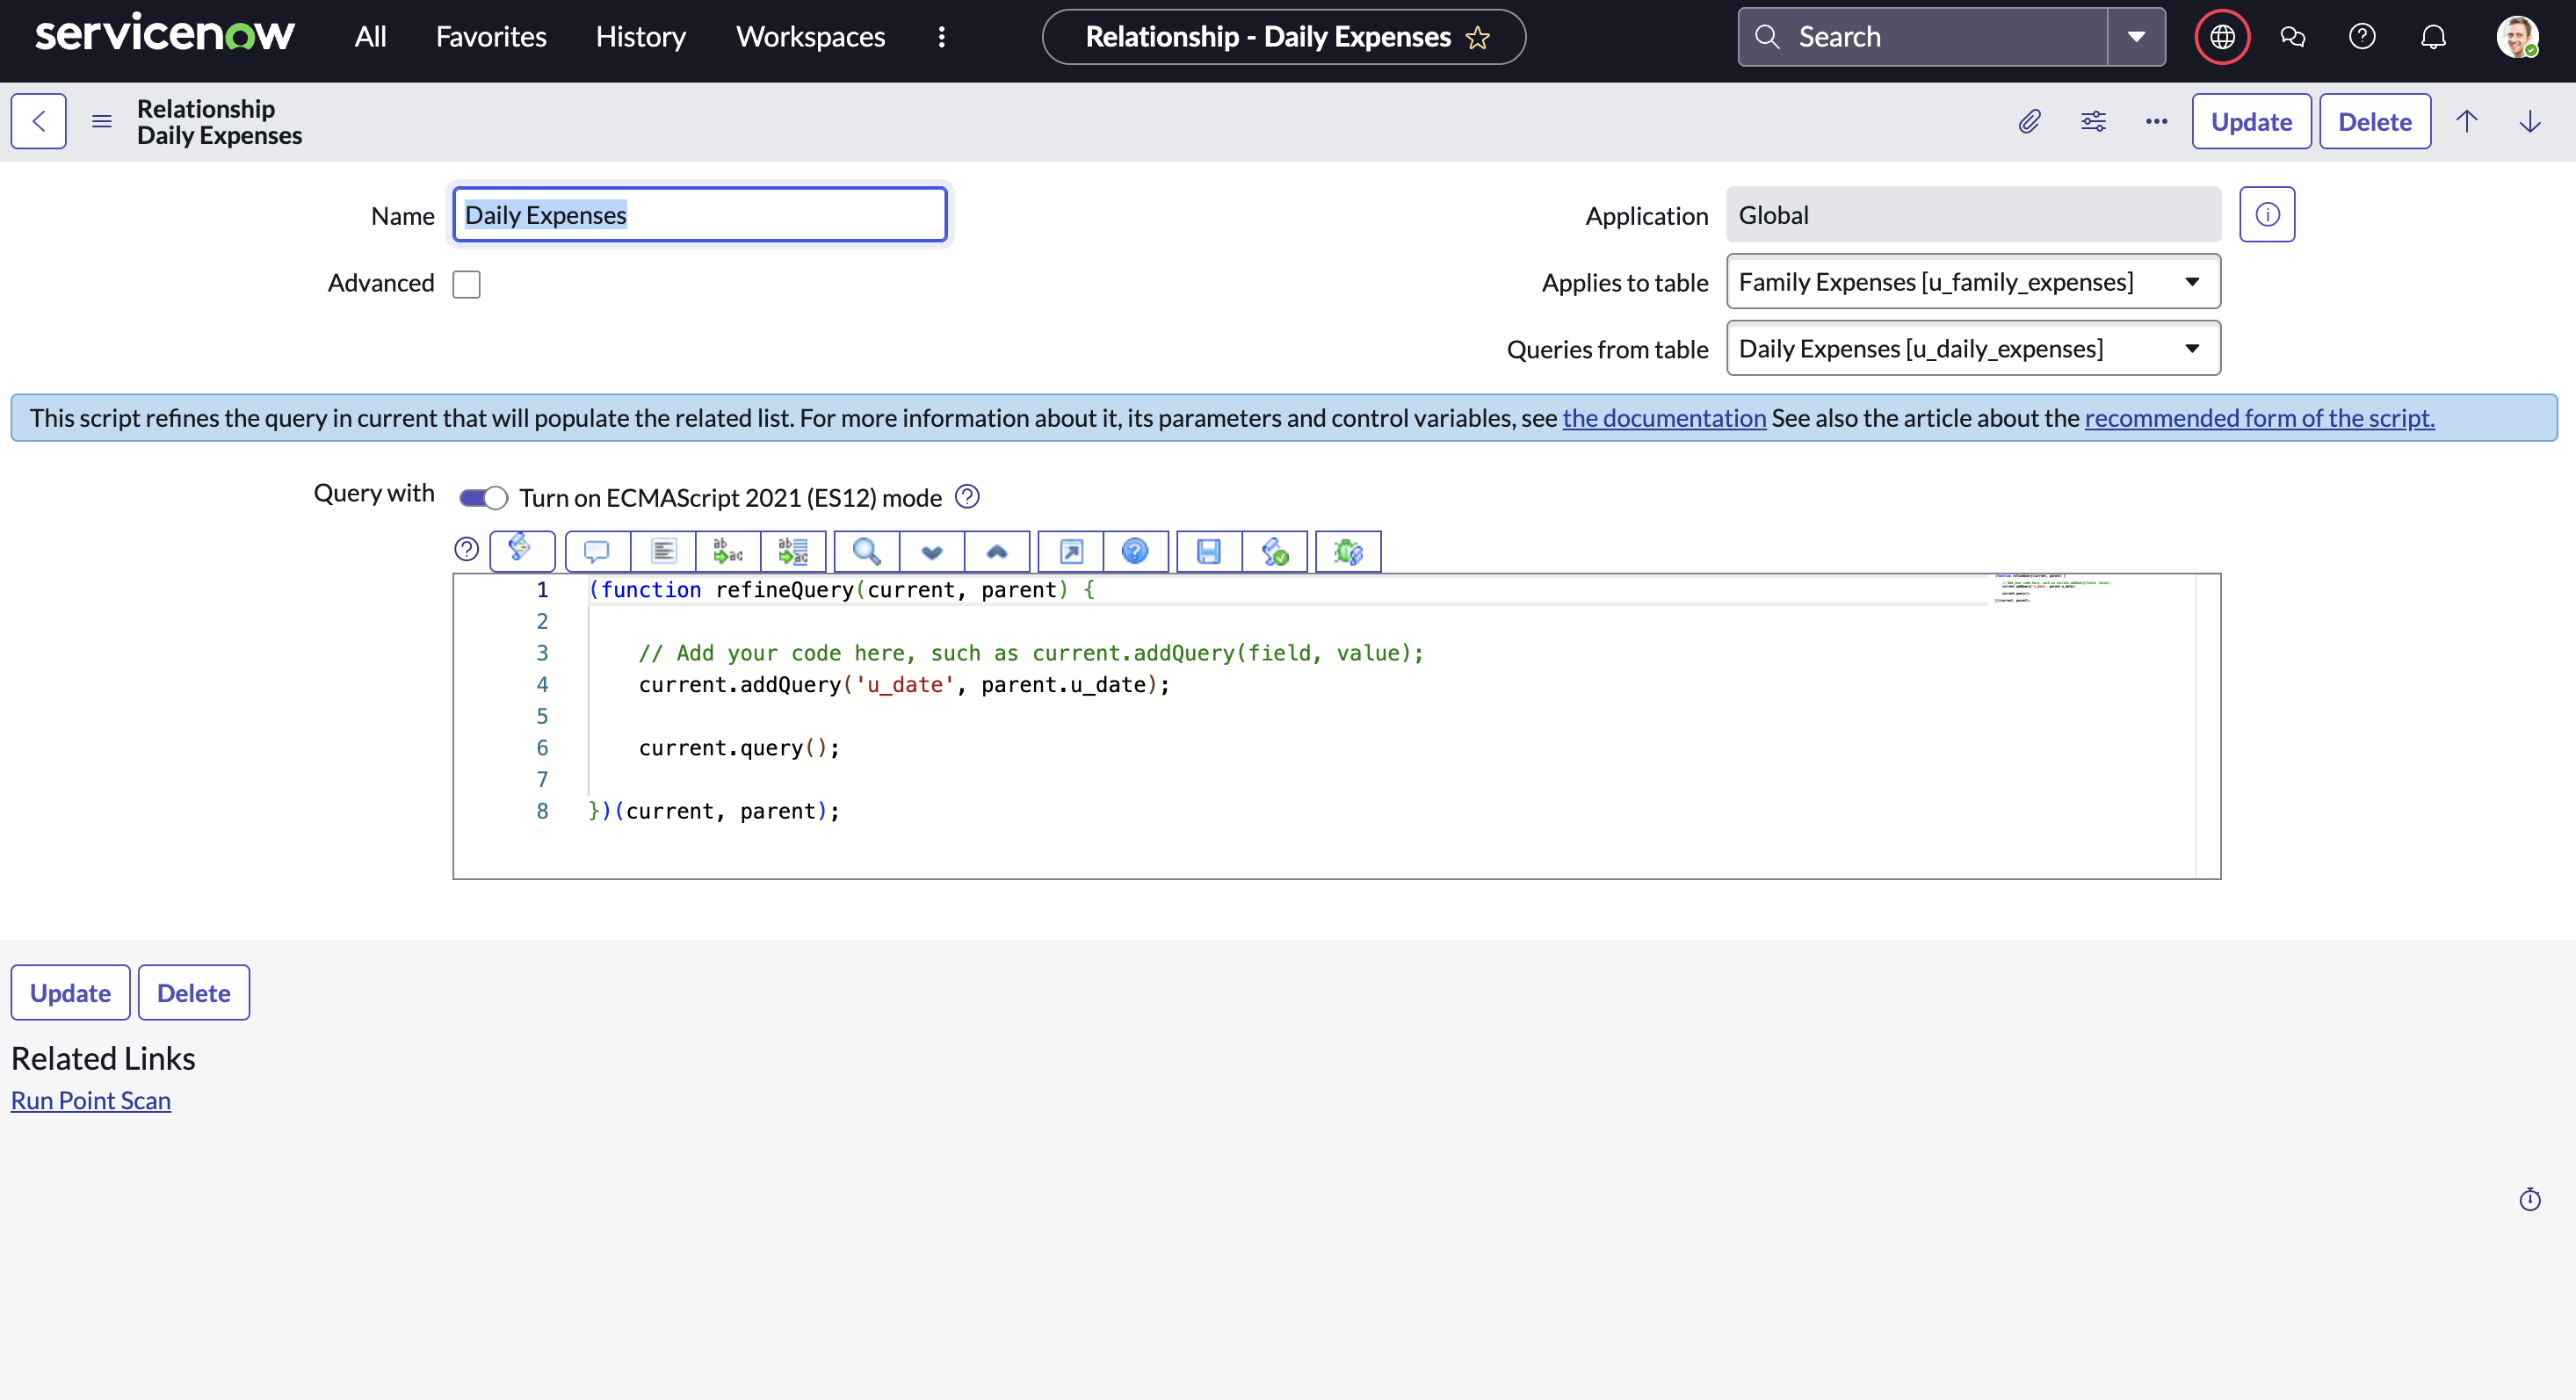 servicenow All Favorites History Workspaces Relationship - Daily Expenses Search
Relationship
Daily Expenses
Update Delete
Name Daily Expenses Application Global
Advanced Applies to table Family Expenses [u_family_expenses]
Queries from table Daily Expenses [u_daily_expenses]
This script refines the query in current that will populate the related list. For more information about it, its parameters and control variables, see the documentation See also the article about the recommended form of the script.
Query with Turn on ECMAScript 2021 (ES12) mode
1 (function refineQuery(current, parent) {
2
3 // Add your code here, such as current.addQuery(field, value);
4 current.addQuery('u_date', parent.u_date);
5
6 current.query();
7
8 })(current, parent);
Update Delete
Related Links
Run Point Scan